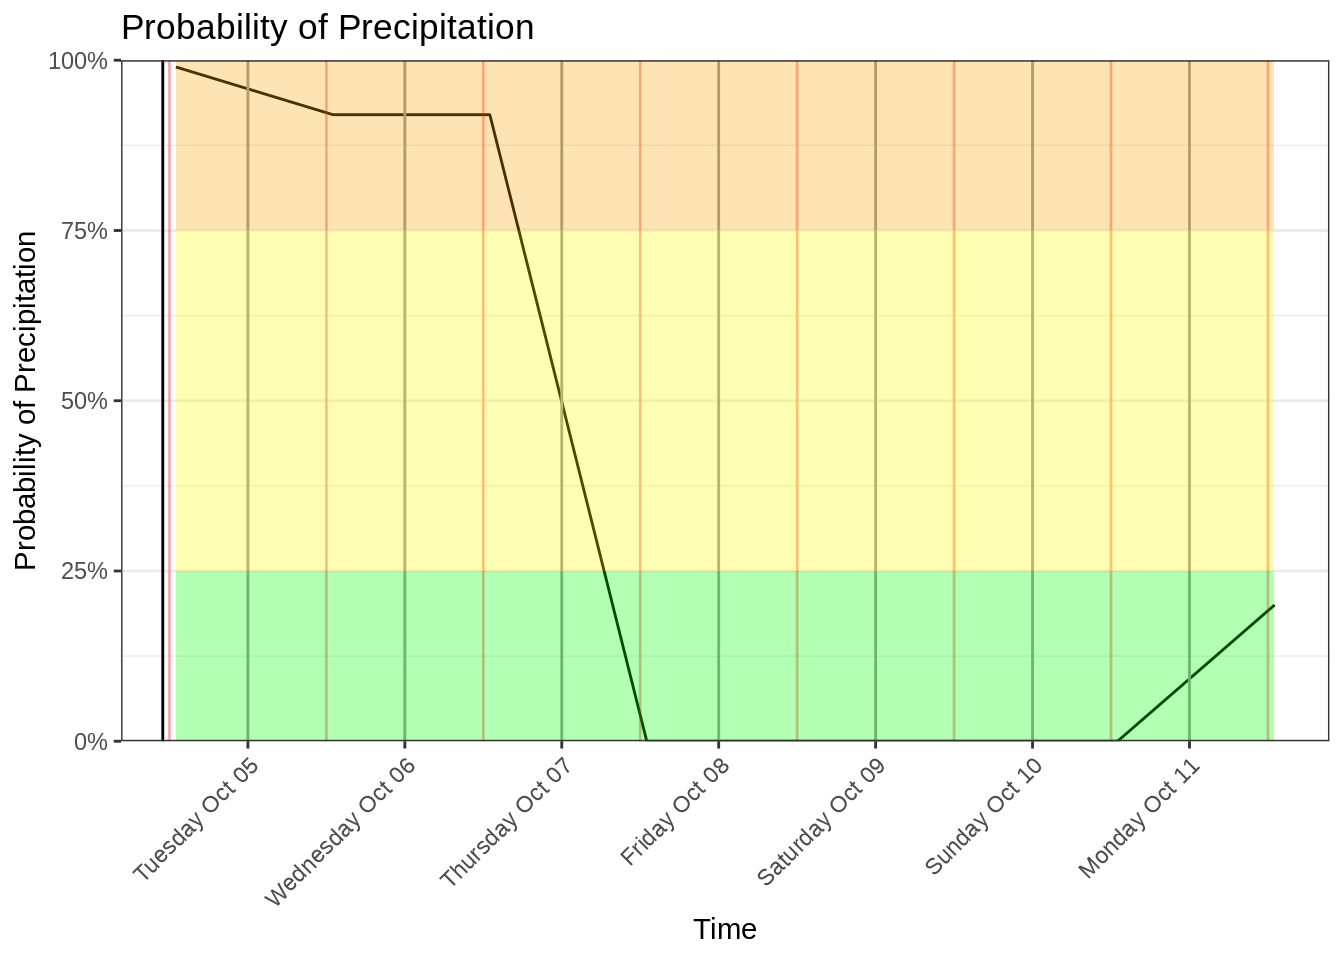 Probability of Precipitation
Probability of Precipitation
100%
75%
50%
25%
0%
Tuesday Oct 05
Wednesday Oct 06
Thursday Oct 07
Friday Oct 08
Saturday Oct 09
Sunday Oct 10
Monday Oct 11
Time